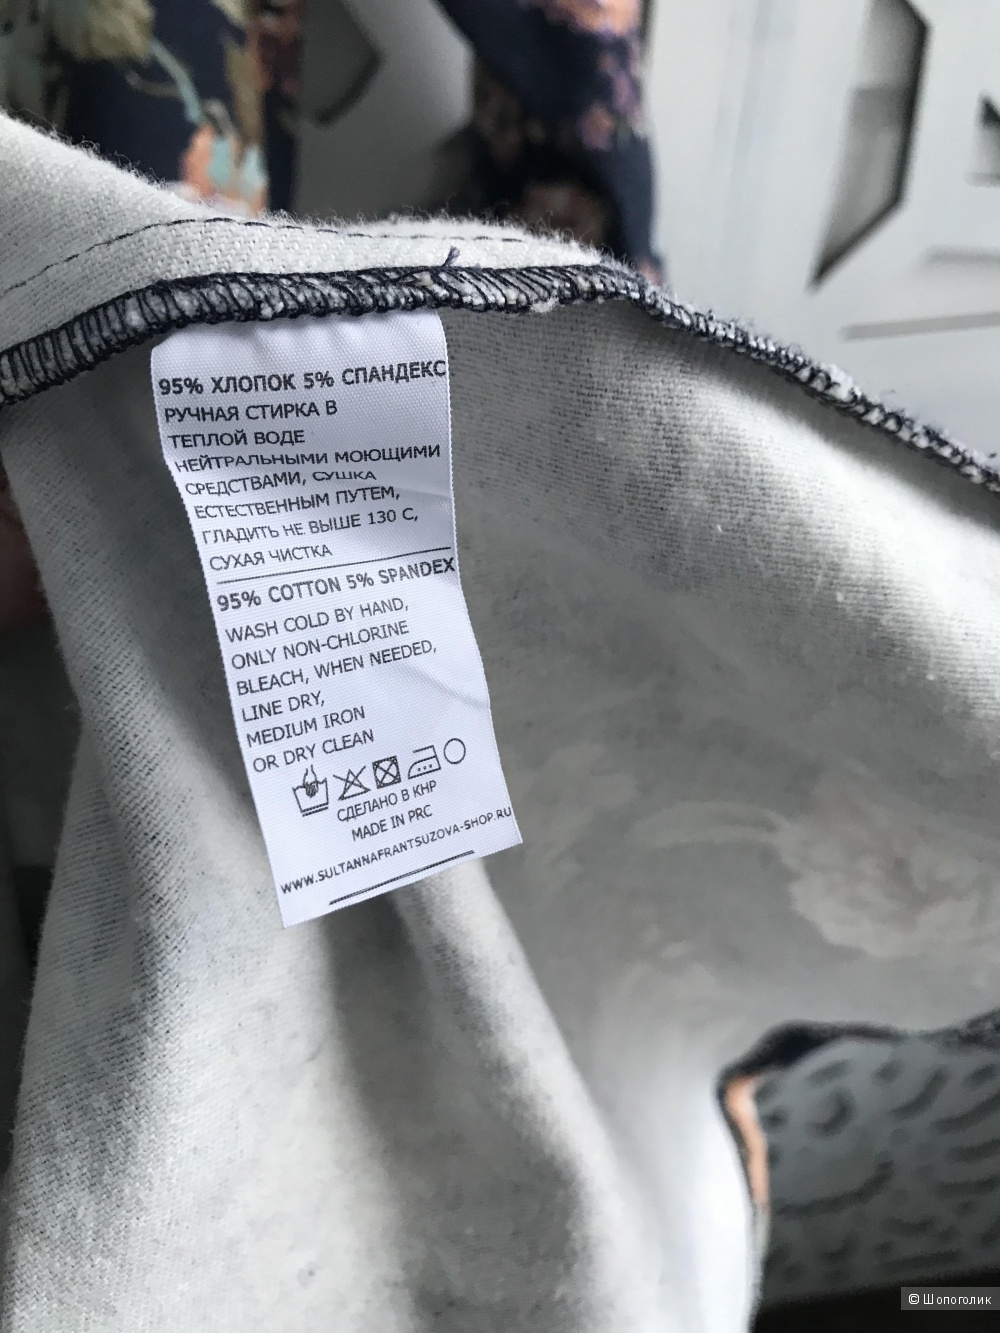 95% ХЛОПОК 5% СПАНДЕКС
РУЧНАЯ СТИРКА В
ТЕПЛОЙ ВОДЕ
НЕЙТРАЛЬНЫМИ МОЮЩИМИ
СРЕДСТВАМИ, СУШКА
ЕСТЕСТВЕННЫМ ПУТЕМ,
ГЛАДИТЬ НЕ ВЫШЕ 130 С,
СУХАЯ ЧИСТКА
95% COTTON 5% SPANDEX
WASH COLD BY HAND,
ONLY NON-CHLORINE
BLEACH, WHEN NEEDED,
LINE DRY,
MEDIUM IRON
OR DRY CLEAN
СДЕЛАНО В КНР
MADE IN PRC
WWW.SULTANNAFRANTSUZOVA-SHOP.RU
© Шопоголик